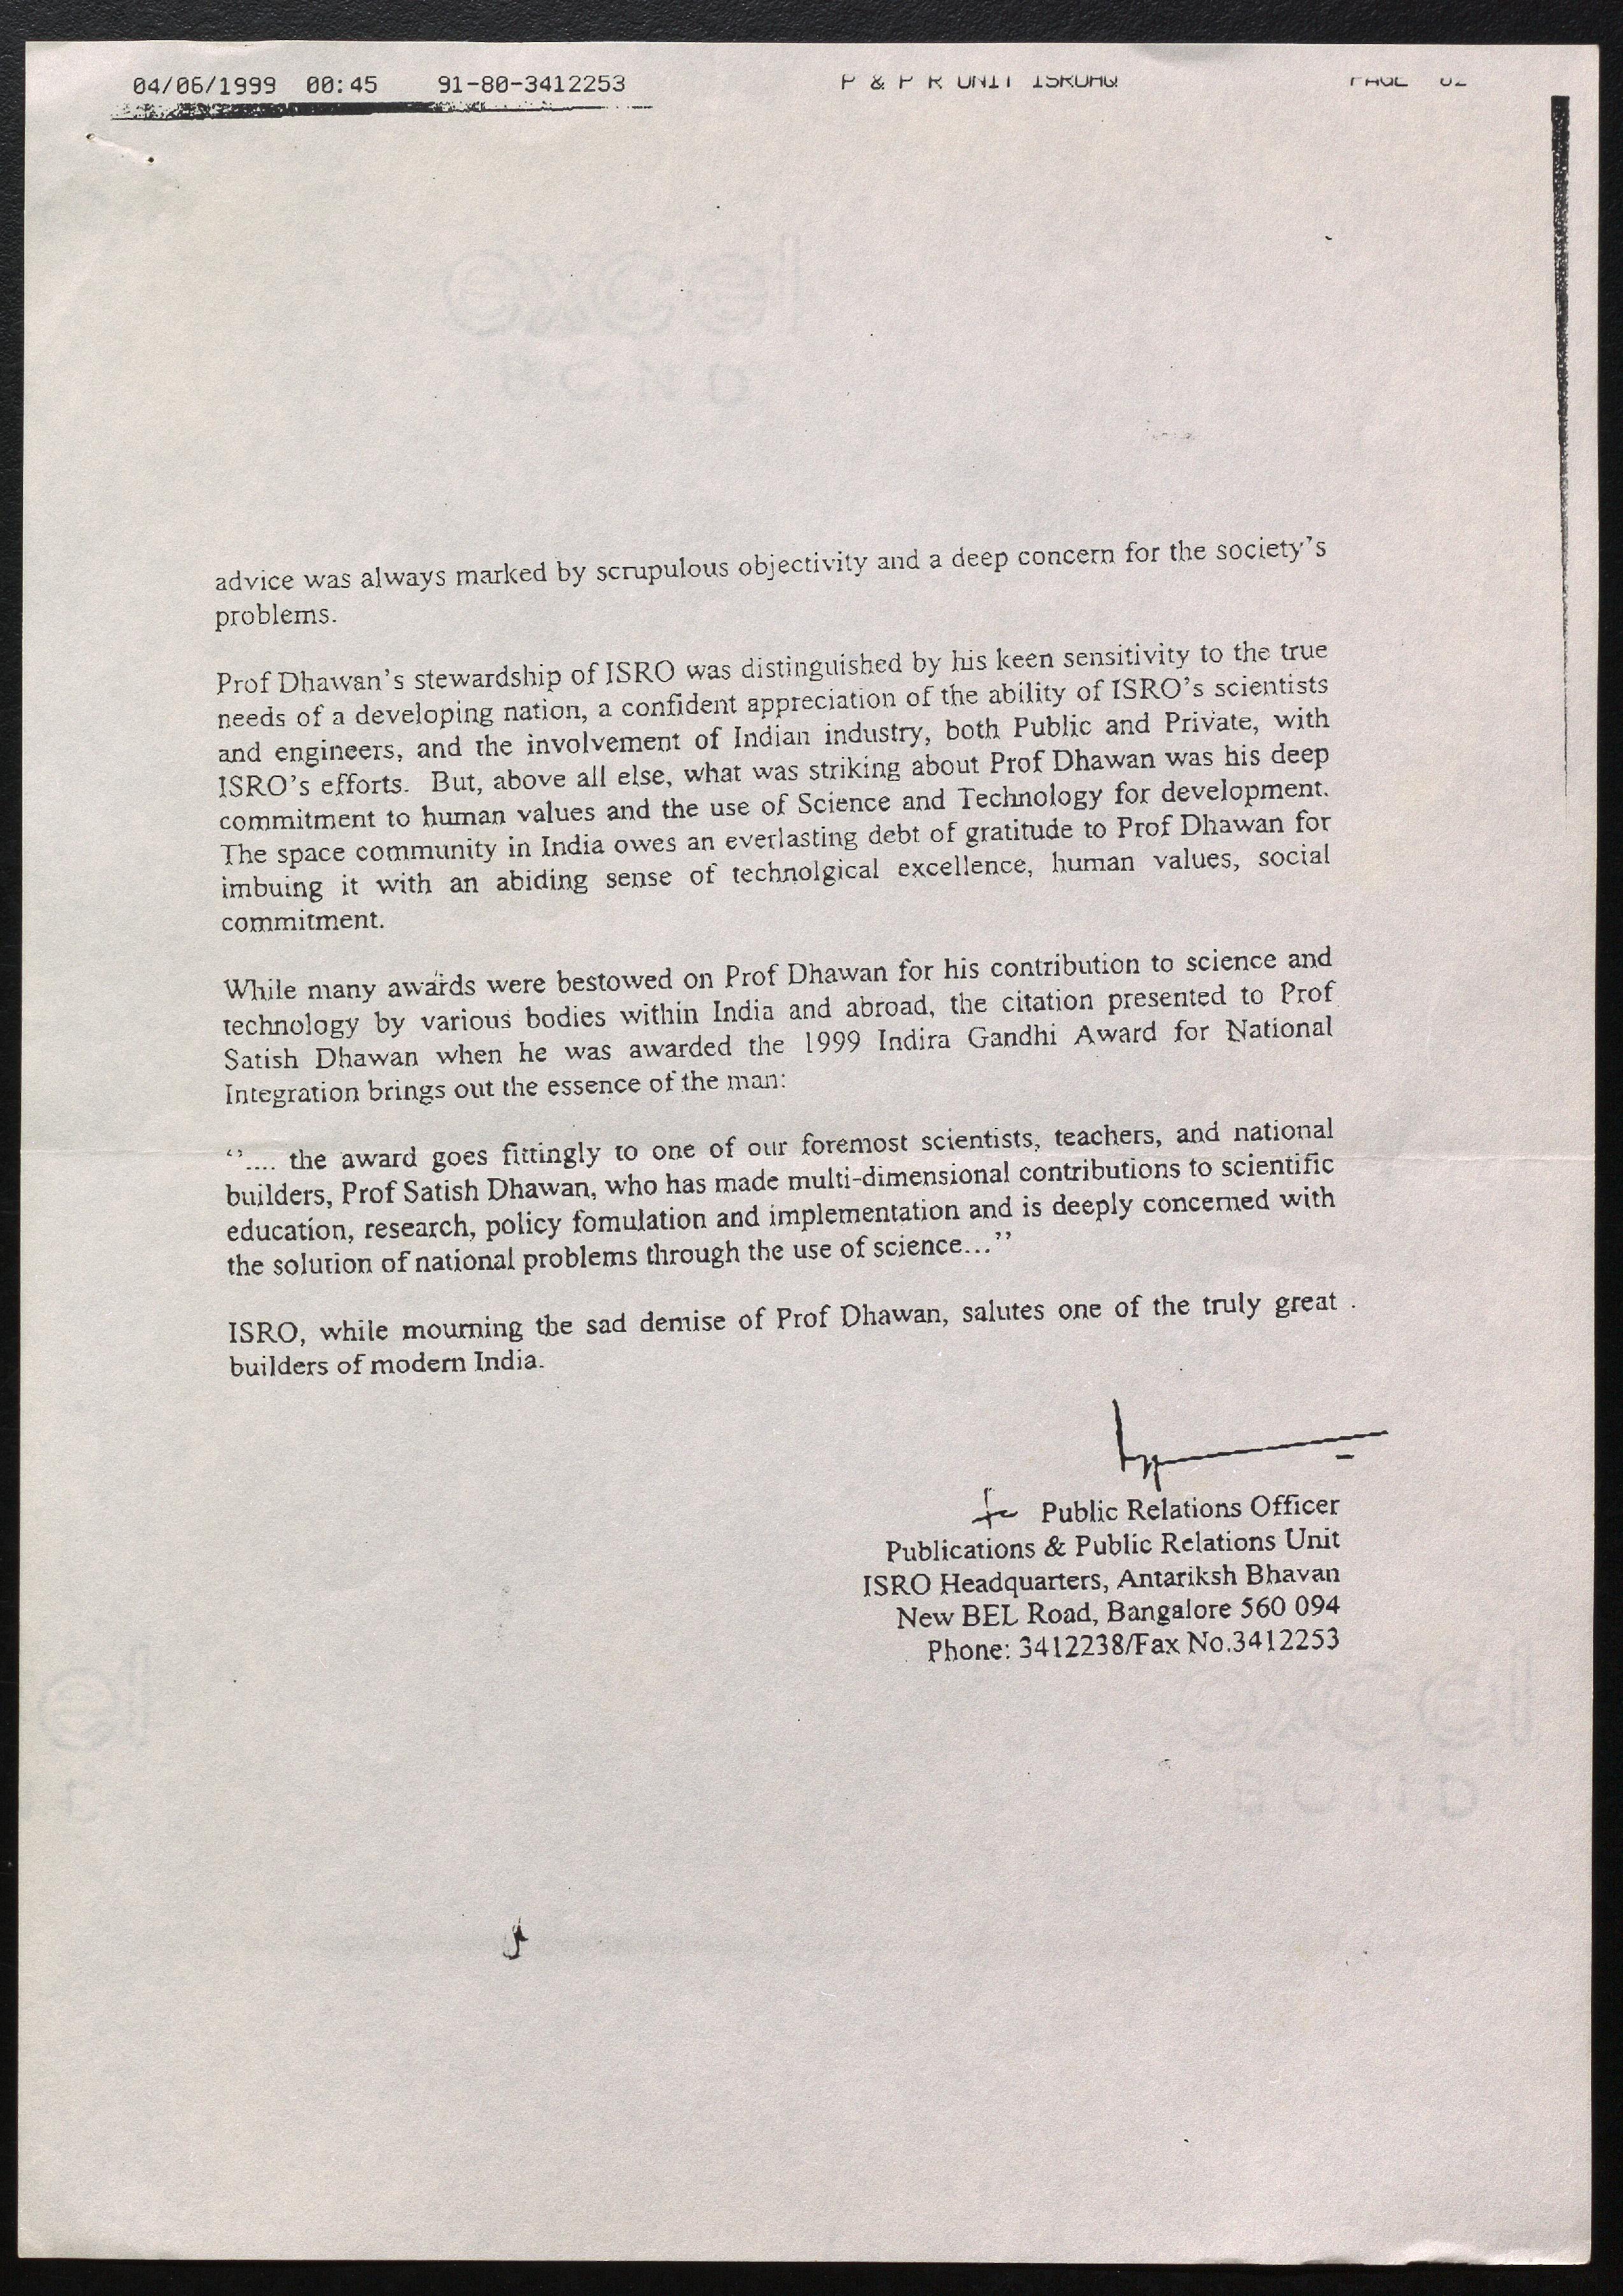 04/06/1999 00:45 91-80-3412253 P & P R UNIT ISROHQ PAGE 02
excel
BOND
advice was always marked by scrupulous objectivity and a deep concern for the society's
problems.
Prof Dhawan's stewardship of ISRO was distinguished by his keen sensitivity to the true
needs of a developing nation, a confident appreciation of the ability of ISRO's scientists
and engineers, and the involvement of Indian industry, both Public and Private, with
ISRO's efforts. But, above all else, what was striking about Prof Dhawan was his deep
commitment to human values and the use of Science and Technology for development.
The space community in India owes an everlasting debt of gratitude to Prof Dhawan for
imbuing it with an abiding sense of technolgical excellence, human values, social
commitment.
While many awards were bestowed on Prof Dhawan for his contribution to science and
technology by various bodies within India and abroad, the citation presented to Prof
Satish Dhawan when he was awarded the 1999 Indira Gandhi Award for National
Integration brings out the essence of the man:
“.... the award goes fittingly to one of our foremost scientists, teachers, and national
builders, Prof Satish Dhawan, who has made multi-dimensional contributions to scientific
education, research, policy fomulation and implementation and is deeply concerned with
the solution of national problems through the use of science...”
ISRO, while mourning the sad demise of Prof Dhawan, salutes one of the truly great
builders of modern India.
Public Relations Officer
Publications & Public Relations Unit
ISRO Headquarters, Antariksh Bhavan
New BEL Road, Bangalore 560 094
Phone: 3412238/Fax No.3412253
el
excel
BOND